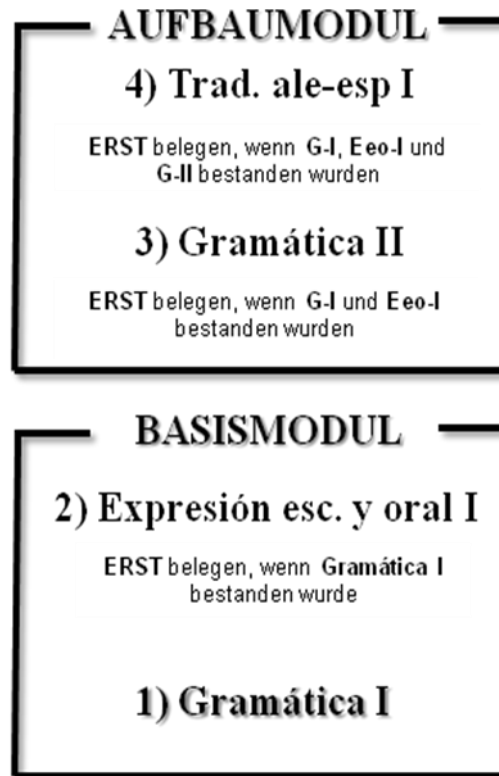 AUFBAUMODUL
4) Trad. ale-esp I
ERST belegen, wenn G-I, Eeo-I und
G-II bestanden wurden
3) Gramática II
ERST belegen, wenn G-I und Eeo-I
bestanden wurden
BASISMODUL
2) Expresión esc. y oral I
ERST belegen, wenn Gramática I
bestanden wurde
1) Gramática I